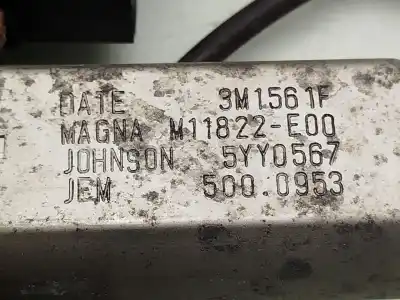 DATE 3M1561F
MAGNA M11822-E00
JOHNSON 5YY0567
JEM 500 0953